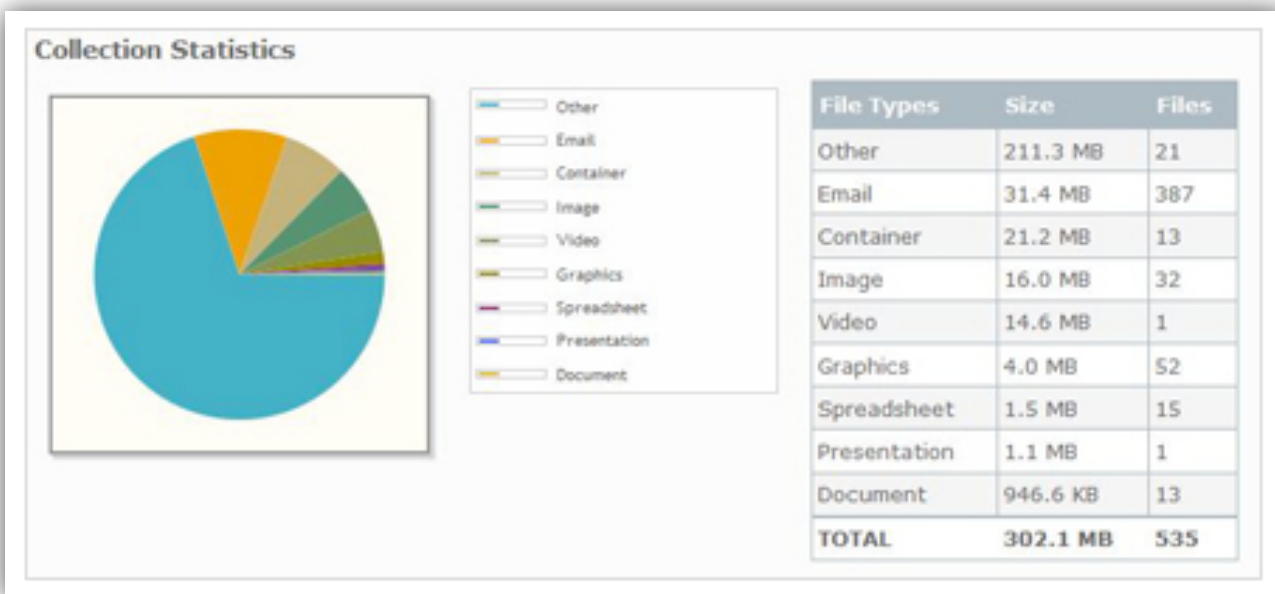 Collection Statistics
Other
Email
Container
Image
Video
Graphics
Spreadsheet
Presentation
Document
File Types Size Files
Other 211.3 MB 21
Email 31.4 MB 387
Container 21.2 MB 13
Image 16.0 MB 32
Video 14.6 MB 1
Graphics 4.0 MB 52
Spreadsheet 1.5 MB 15
Presentation 1.1 MB 1
Document 946.6 KB 13
TOTAL 302.1 MB 535